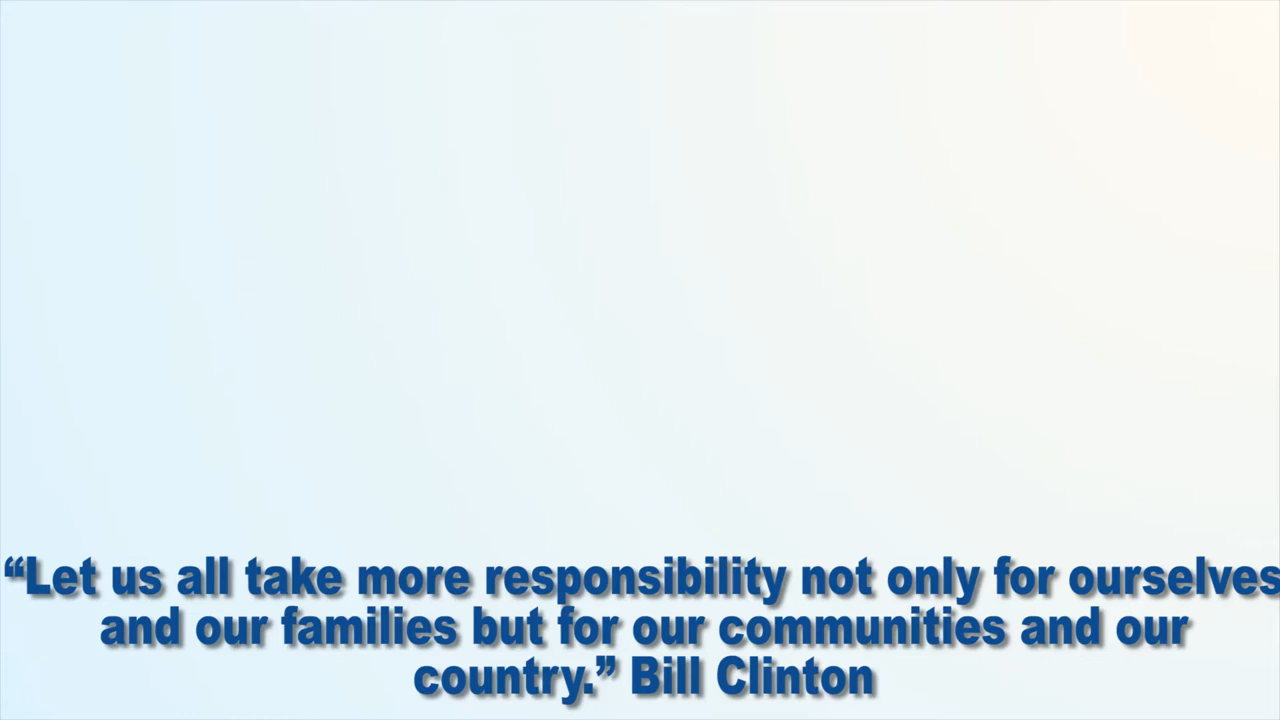 “Let us all take more responsibility not only for ourselves
and our families but for our communities and our
country.” Bill Clinton